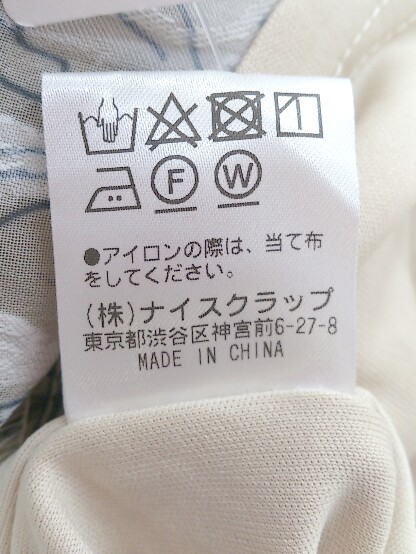 F W
●アイロンの際は、当て布
をしてください。
(株)ナイスクラップ
東京都渋谷区神宮前6-27-8
MADE IN CHINA